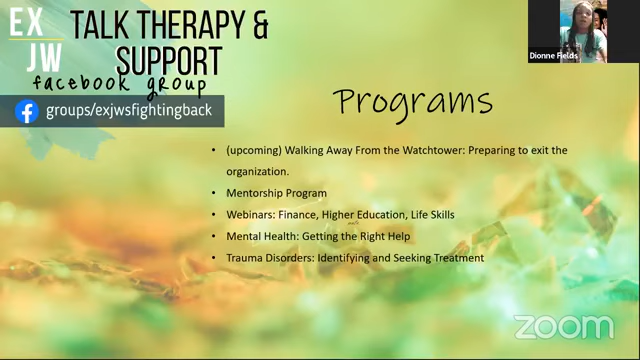 EX
JW
TALK THERAPY &
SUPPORT
facebook group
groups/exjwsfightingback
Dionne Fields
Programs
• (upcoming) Walking Away From the Watchtower: Preparing to exit the
organization.
• Mentorship Program
• Webinars: Finance, Higher Education, Life Skills
• Mental Health: Getting the Right Help
• Trauma Disorders: Identifying and Seeking Treatment
zoom